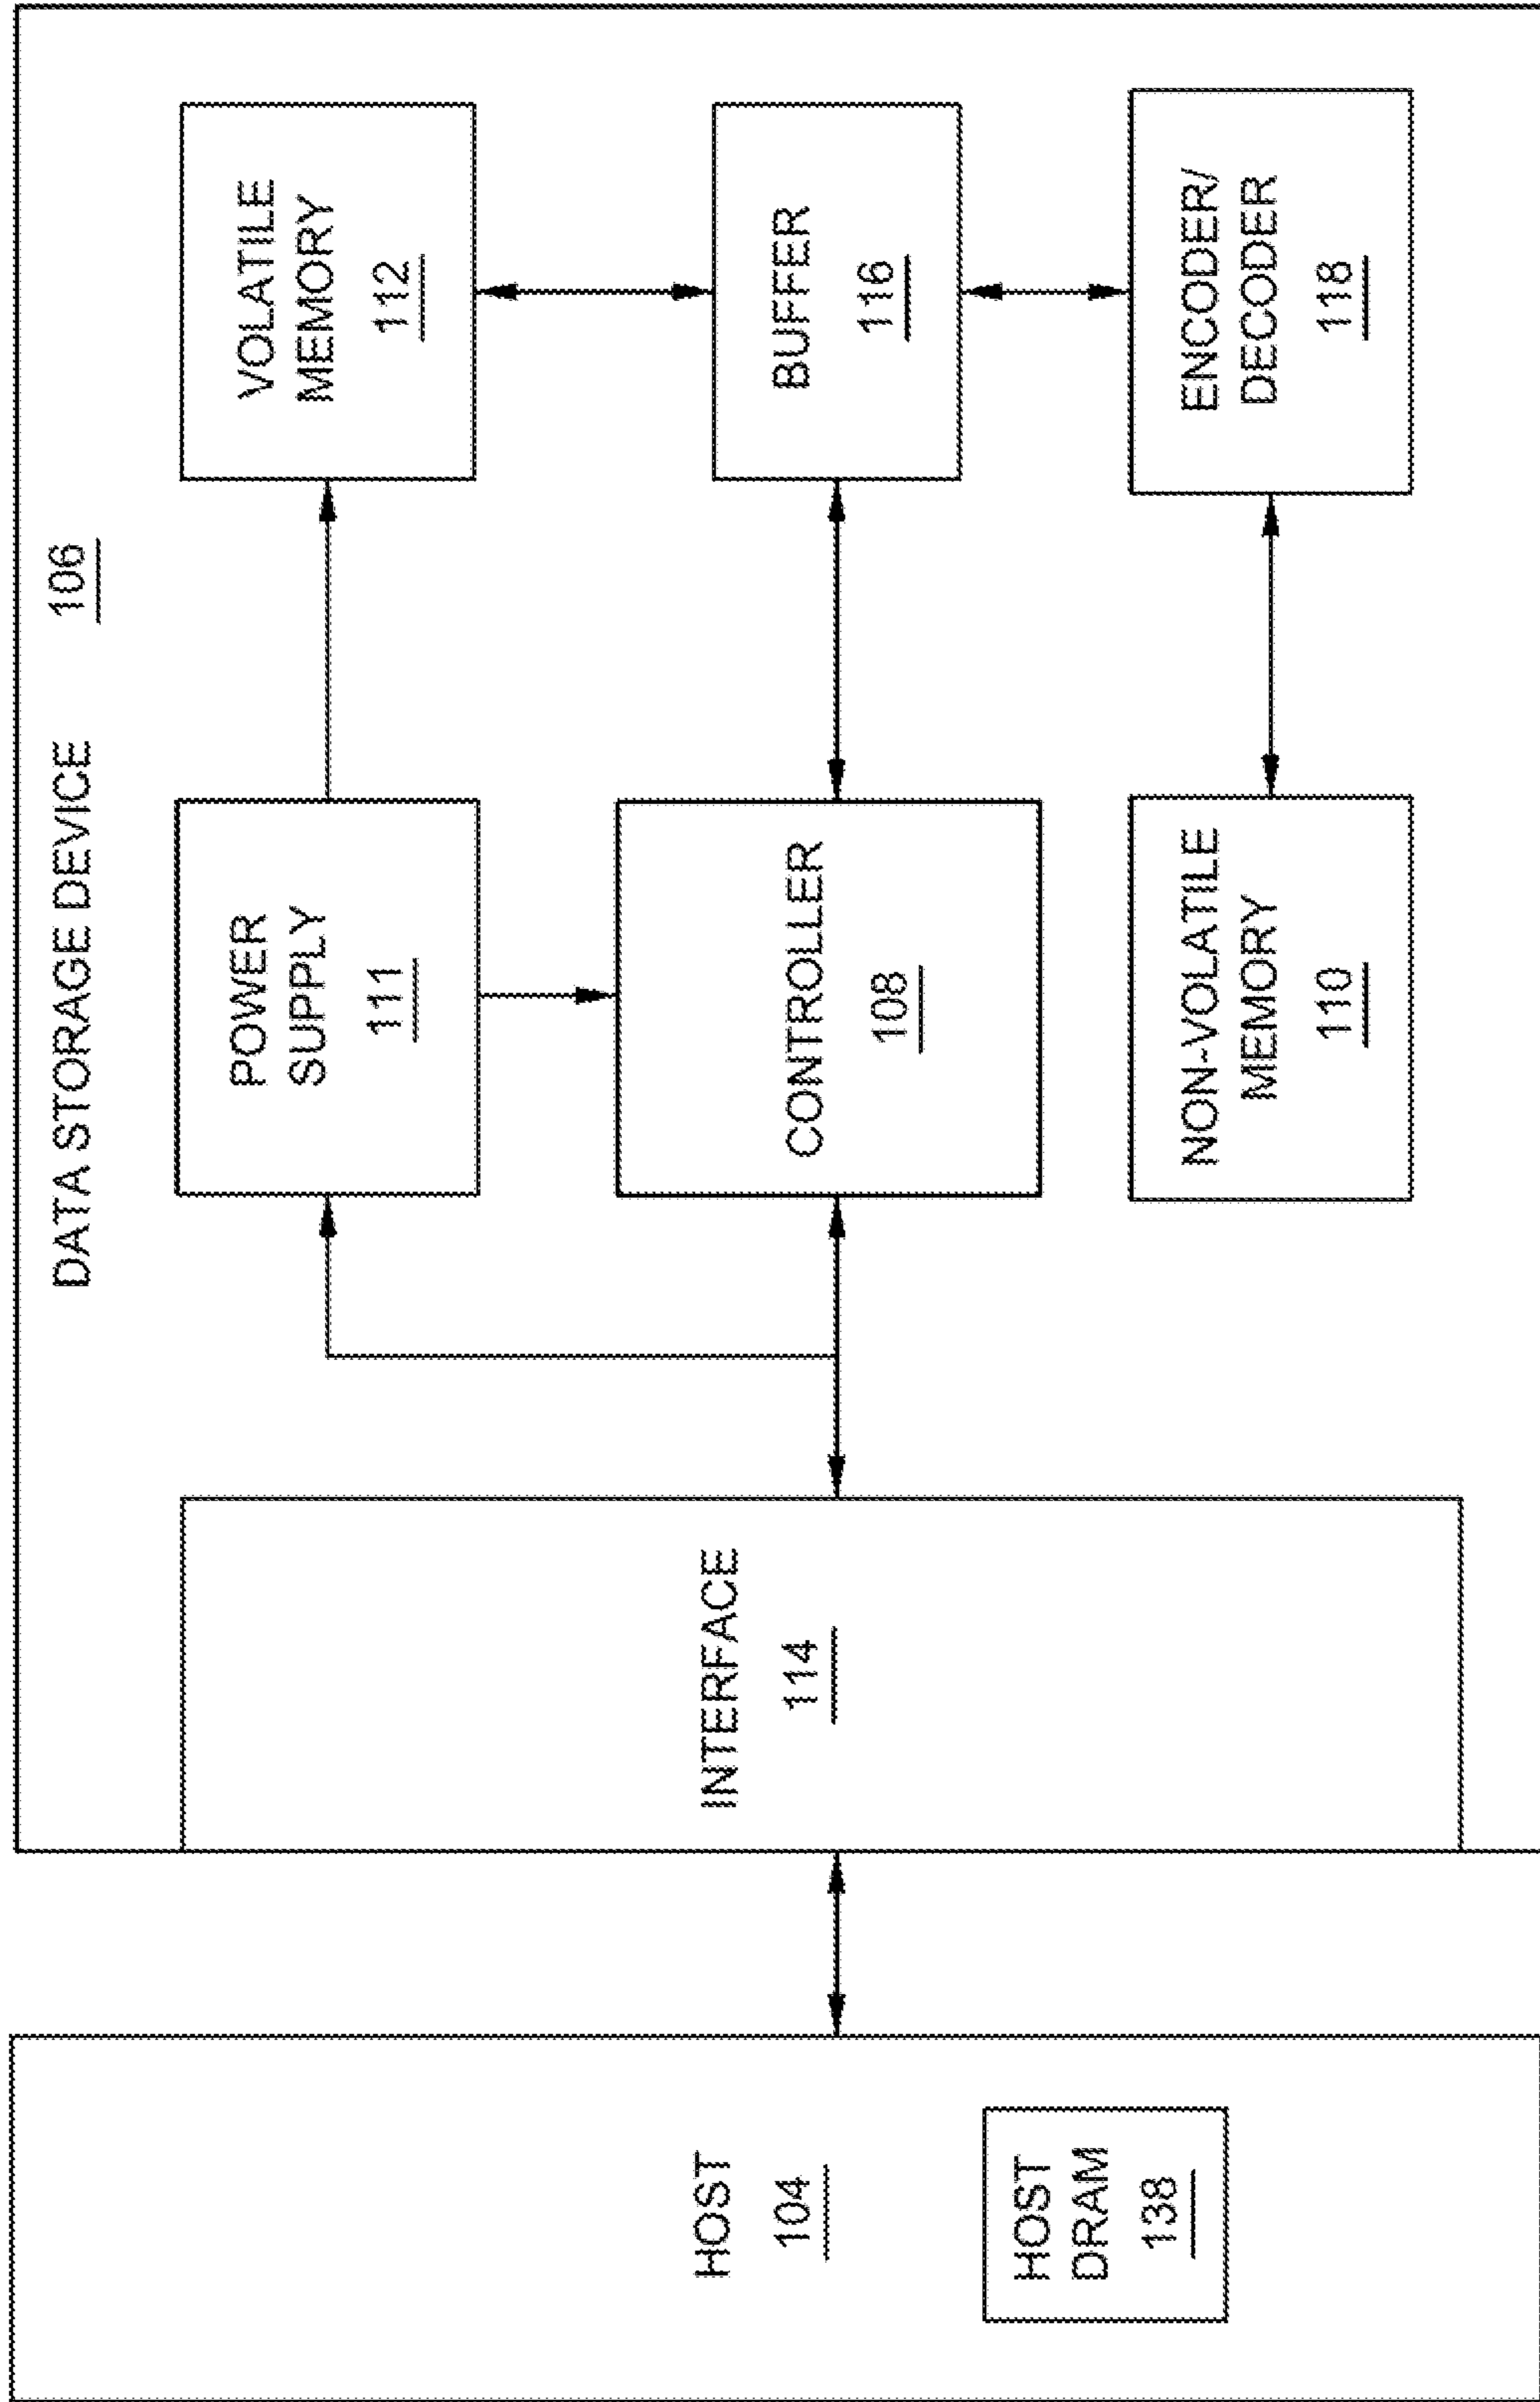 DATA STORAGE DEVICE 106
HOST
104
HOST
DRAM
138
INTERFACE
114
POWER
SUPPLY
111
CONTROLLER
108
NON-VOLATILE
MEMORY
110
VOLATILE
MEMORY
112
BUFFER
116
ENCODER/
DECODER
118